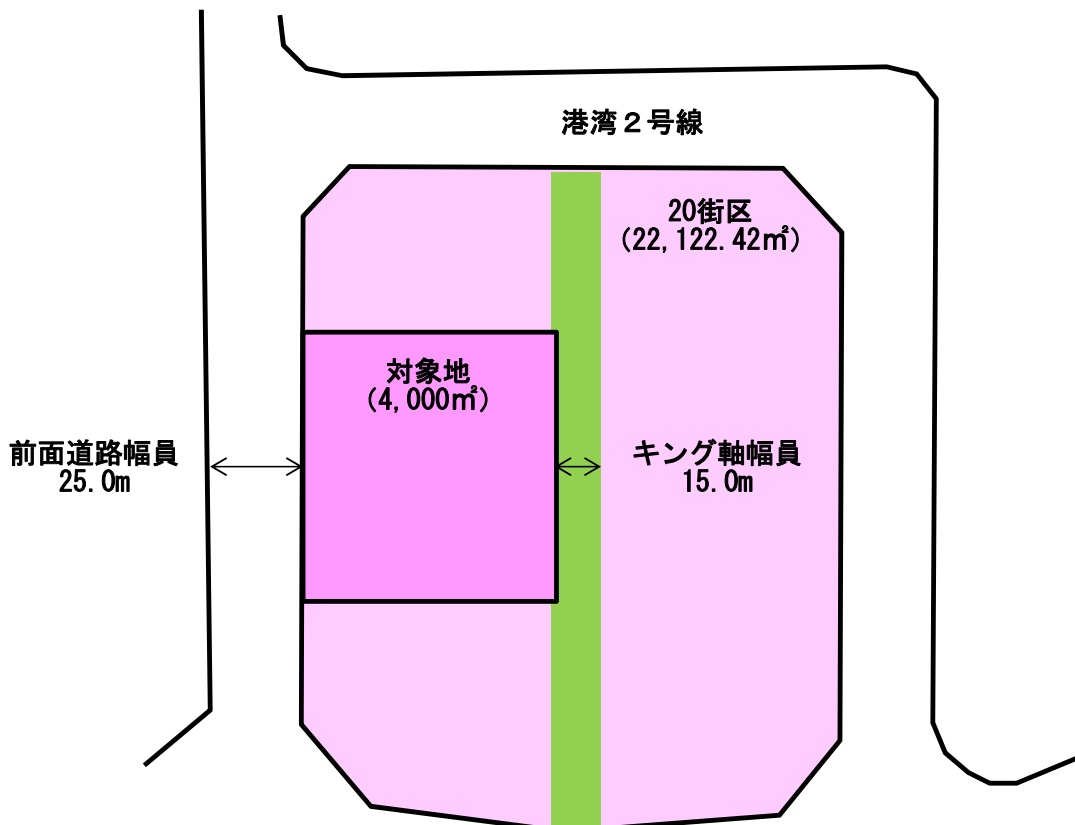 港湾２号線
20街区
(22,122.42㎡)
対象地
(4,000㎡)
前面道路幅員
25.0m
キング軸幅員
15.0m